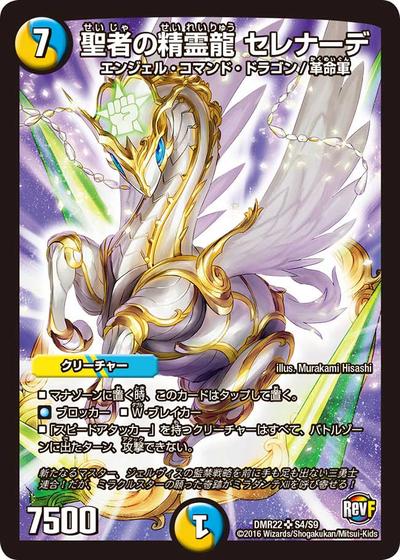 7
せいじゃ せいれいりゅう
聖者の精霊龍 セレナーデ
かくめいぐん
エンジェル・コマンド・ドラゴン/革命軍
illus. Murakami Hisashi
クリーチャー
■ マナゾーンに置く時、このカードはタップして置く。
ブロッカー ■ W・ブレイカー
■ 「スピードアタッカー」を持つクリーチャーはすべて、バトルゾー
ンに出たターン、攻撃できない。
新たなるマスター、ジェルヴィスの監禁戦略を前に手も足も出ない三勇士
連合!だが、ミラクルスターの願った奇跡がミラダンテXIIを呼び寄せる!
RevF
7500
1
DMR22 S4/S9
©2016 Wizards/Shogakukan/Mitsui-Kids